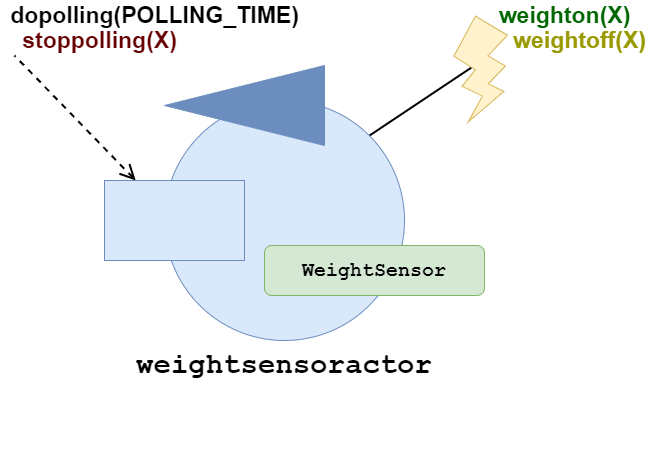 dopolling(POLLING_TIME)
stoppolling(X)
weighton(X)
weightoff(X)
WeightSensor
weightsensoractor